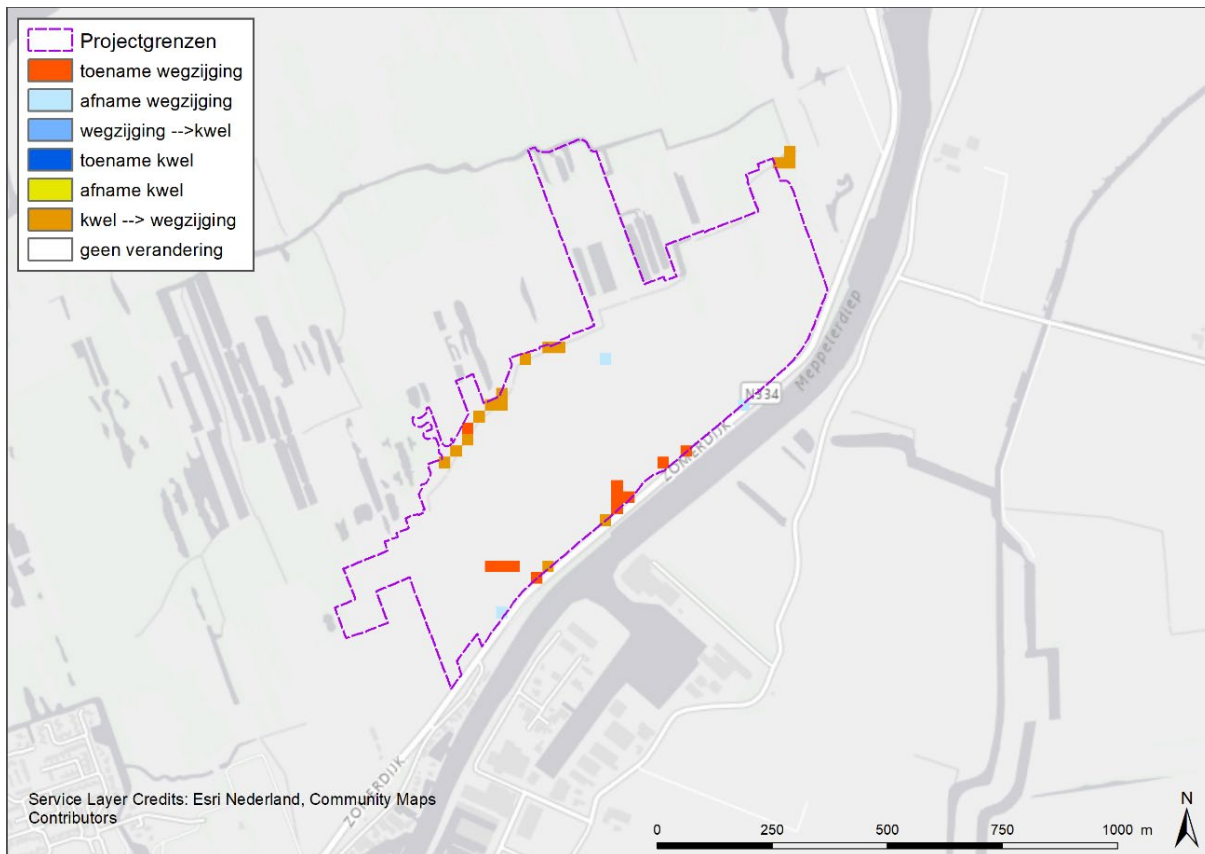 Projectgrenzen
toename wegzijging
afname wegzijging
wegzijging -->kwel
toename kwel
afname kwel
kwel --> wegzijging
geen verandering
N334
Meppelerdiep
ZOMERDIJK
ZOMERDIJK
Service Layer Credits: Esri Nederland, Community Maps
Contributors
0 250 500 750 1000 m
N